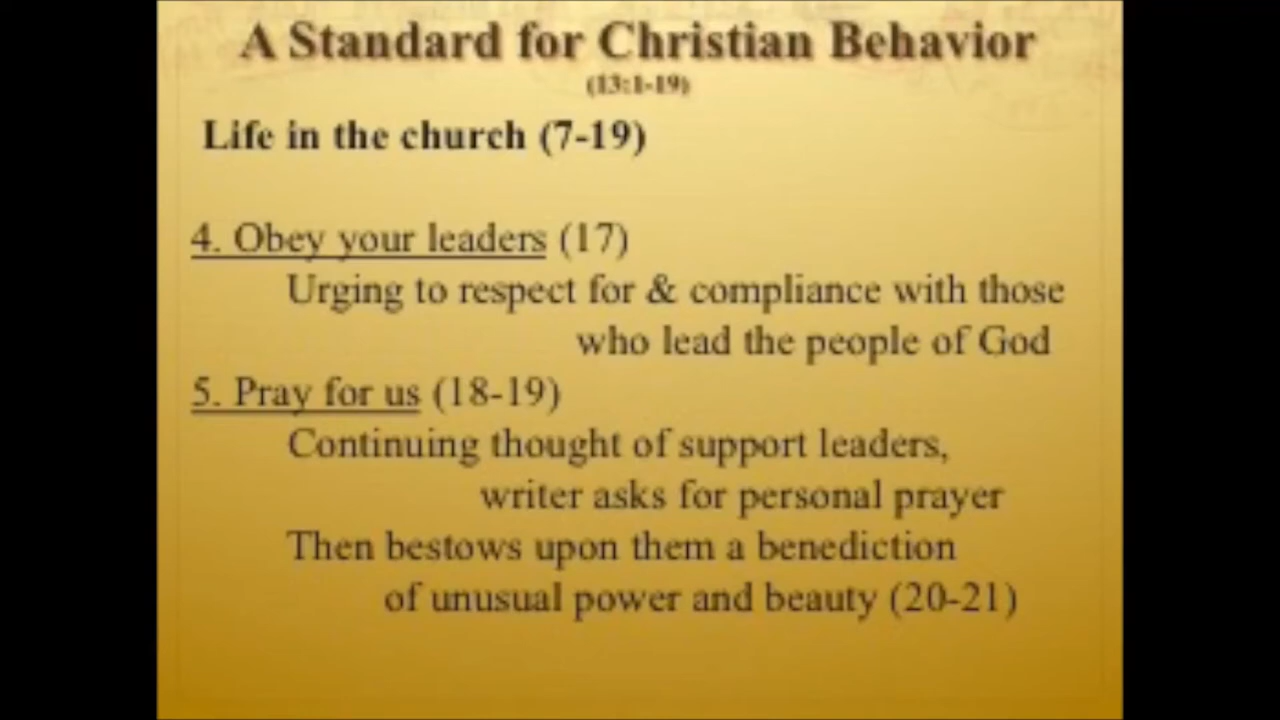 A Standard for Christian Behavior
(13:1-19)
Life in the church (7-19)
4. Obey your leaders (17)
Urging to respect for & compliance with those
who lead the people of God
5. Pray for us (18-19)
Continuing thought of support leaders,
writer asks for personal prayer
Then bestows upon them a benediction
of unusual power and beauty (20-21)